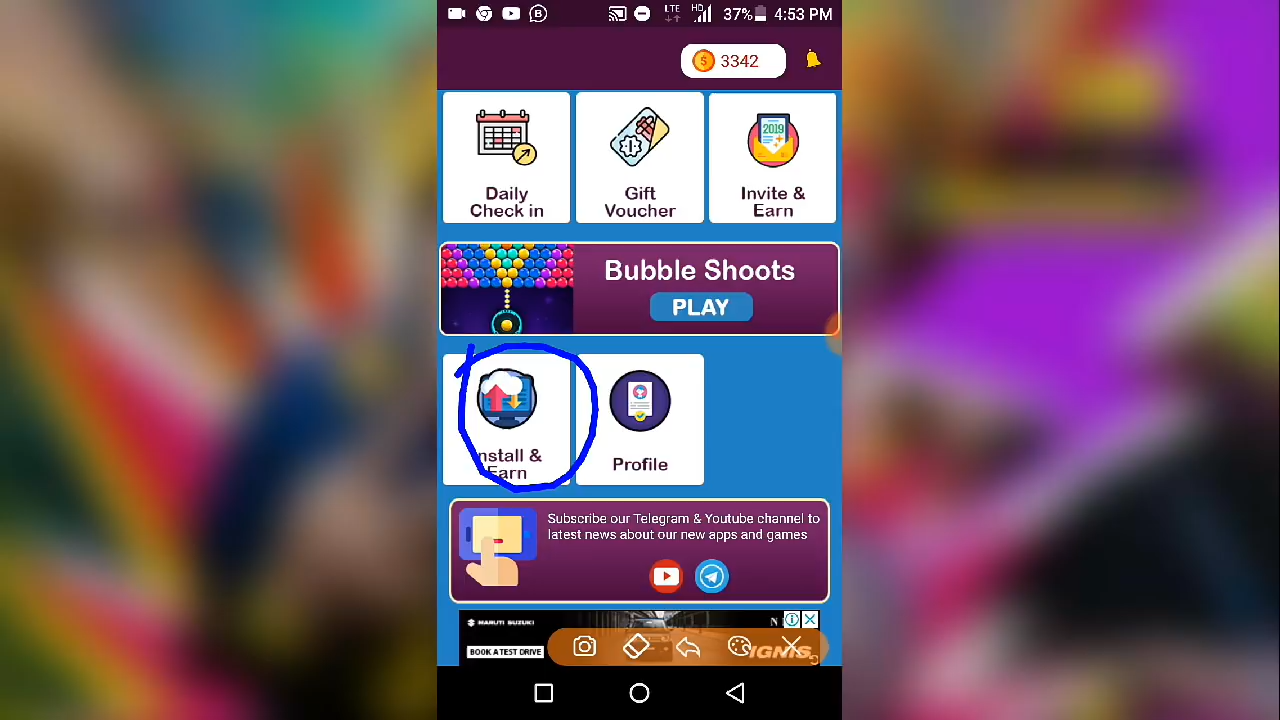 LTE HD 37% 4:53 PM
3342
Daily
Check in
Gift
Voucher
2019
Invite &
Earn
Bubble Shoots
PLAY
nstall &
Earn
Profile
Subscribe our Telegram & Youtube channel to
latest news about our new apps and games
MARUTI SUZUKI
BOOK A TEST DRIVE
IGNIS